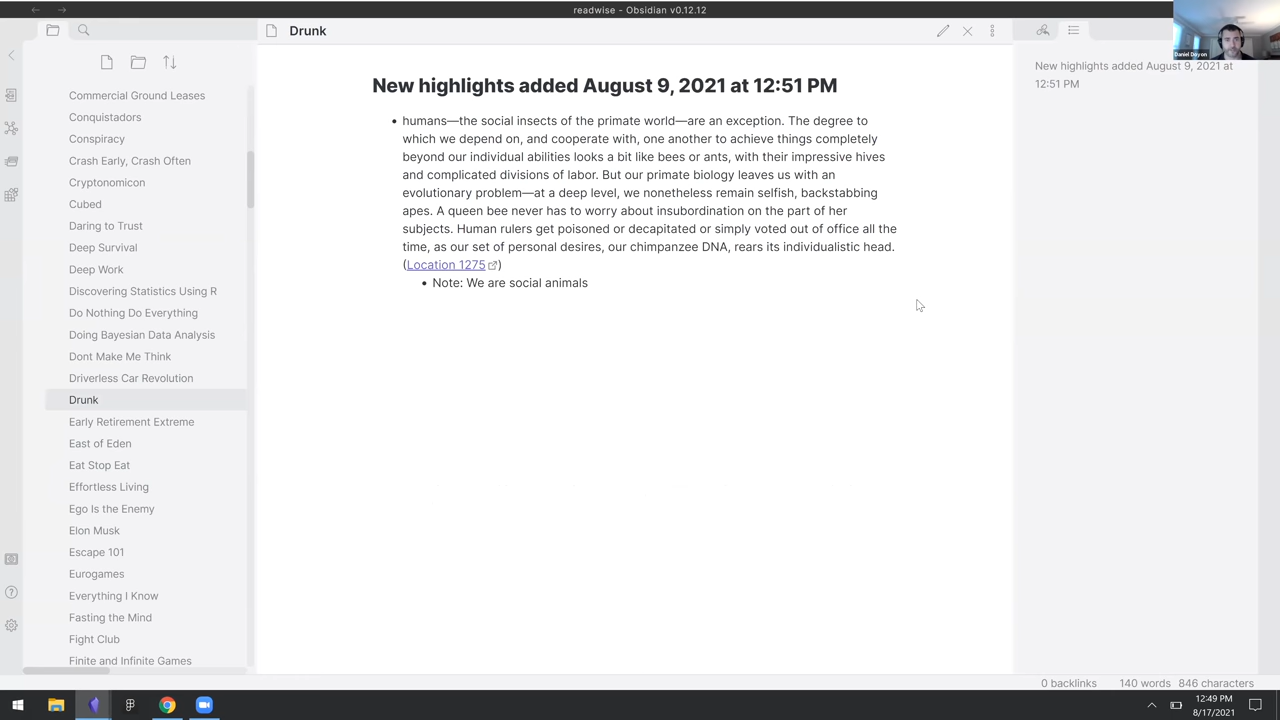 readwise - Obsidian v0.12.12
Drunk
Daniel Doyon
Commercial Ground Leases
Conquistadors
Conspiracy
Crash Early, Crash Often
Cryptonomicon
Cubed
Daring to Trust
Deep Survival
Deep Work
Discovering Statistics Using R
Do Nothing Do Everything
Doing Bayesian Data Analysis
Dont Make Me Think
Driverless Car Revolution
Drunk
Early Retirement Extreme
East of Eden
Eat Stop Eat
Effortless Living
Ego Is the Enemy
Elon Musk
Escape 101
Eurogames
Everything I Know
Fasting the Mind
Fight Club
Finite and Infinite Games
New highlights added August 9, 2021 at 12:51 PM
• humans—the social insects of the primate world—are an exception. The degree to
which we depend on, and cooperate with, one another to achieve things completely
beyond our individual abilities looks a bit like bees or ants, with their impressive hives
and complicated divisions of labor. But our primate biology leaves us with an
evolutionary problem—at a deep level, we nonetheless remain selfish, backstabbing
apes. A queen bee never has to worry about insubordination on the part of her
subjects. Human rulers get poisoned or decapitated or simply voted out of office all the
time, as our set of personal desires, our chimpanzee DNA, rears its individualistic head.
(Location 1275)
• Note: We are social animals
New highlights added August 9, 2021 at
12:51 PM
0 backlinks 140 words 846 characters
12:49 PM
8/17/2021